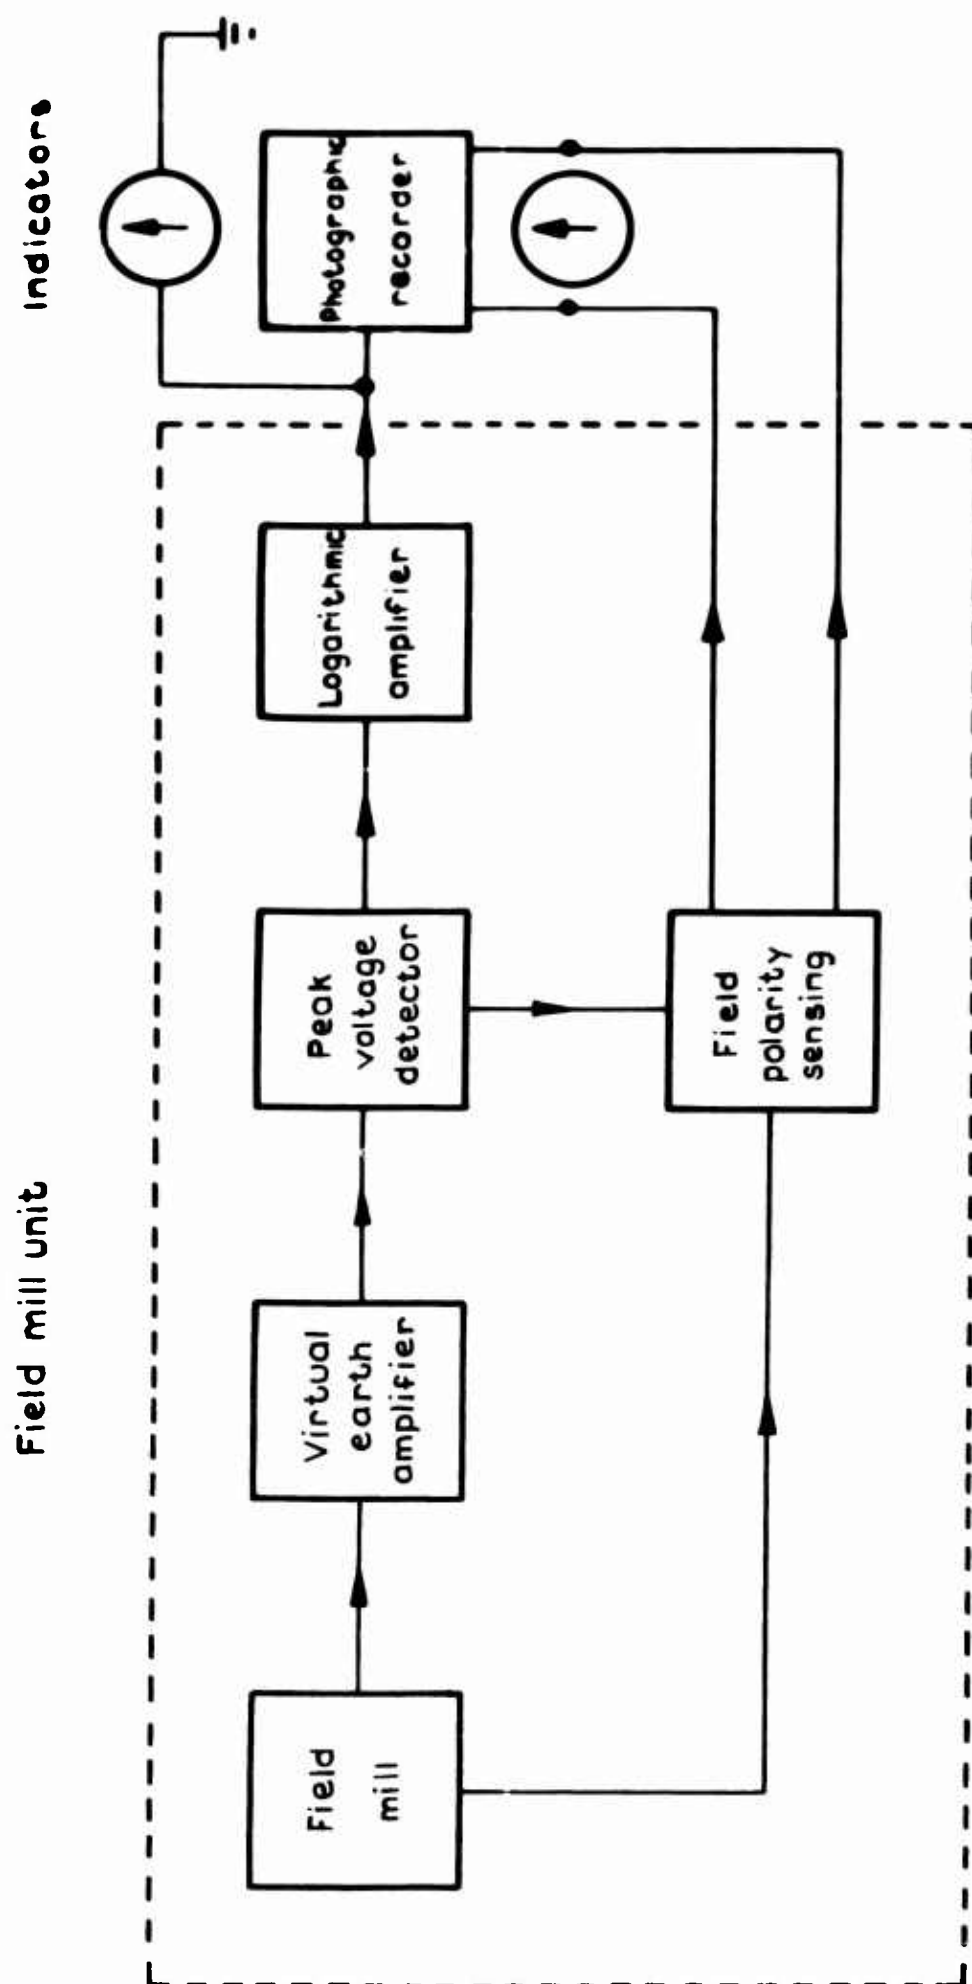 Field mill unit
Indicators
Field
mill
Virtual
earth
amplifier
Peak
voltage
detector
Logarithmic
amplifier
Photographic
recorder
Field
polarity
sensing